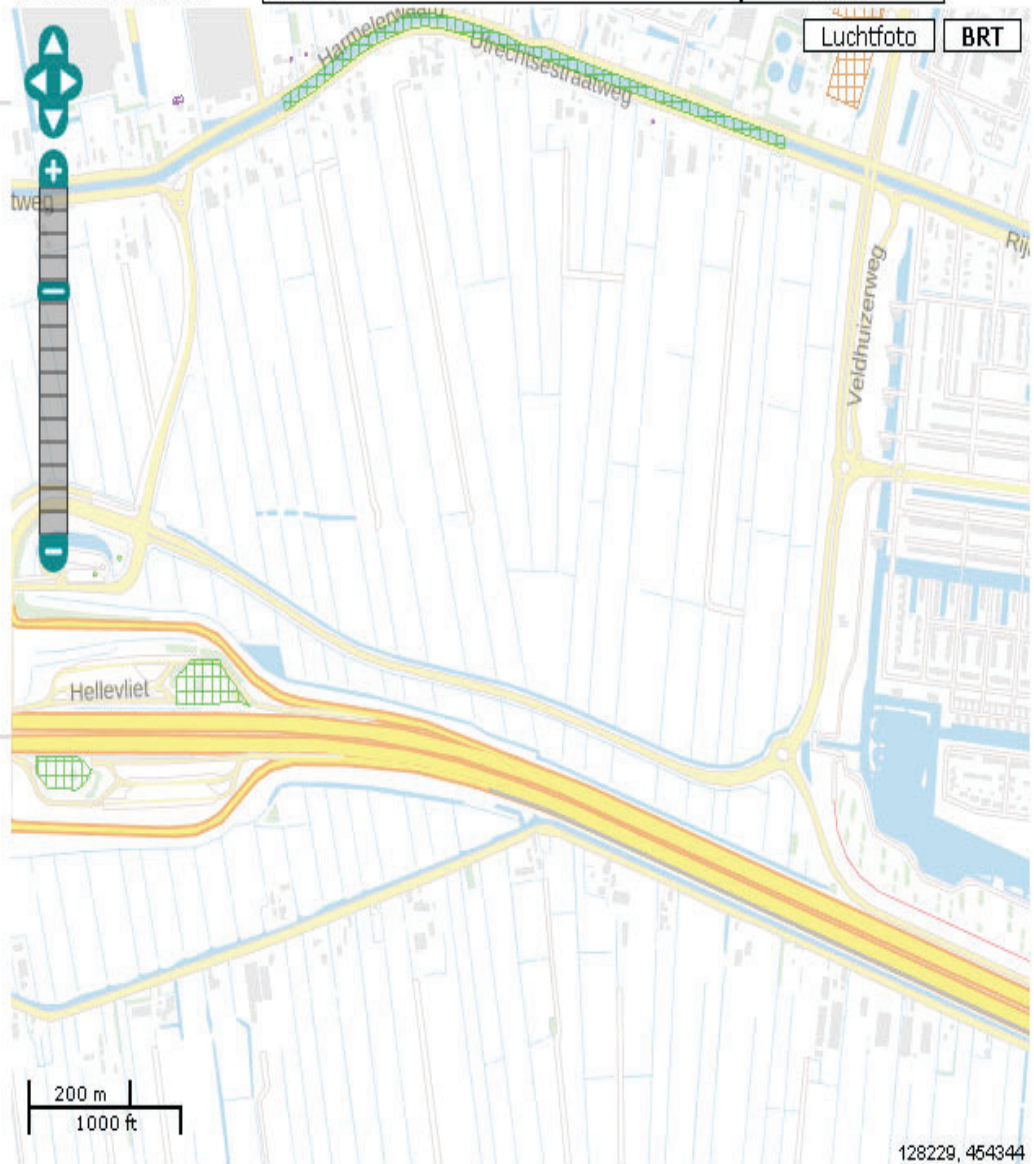 Luchtfoto
BRT
Harmelerwaard
Utrechtsestraatweg
tweg
Rij
Veldhuizerweg
Hellevliet
200 m
1000 ft
128229, 454344